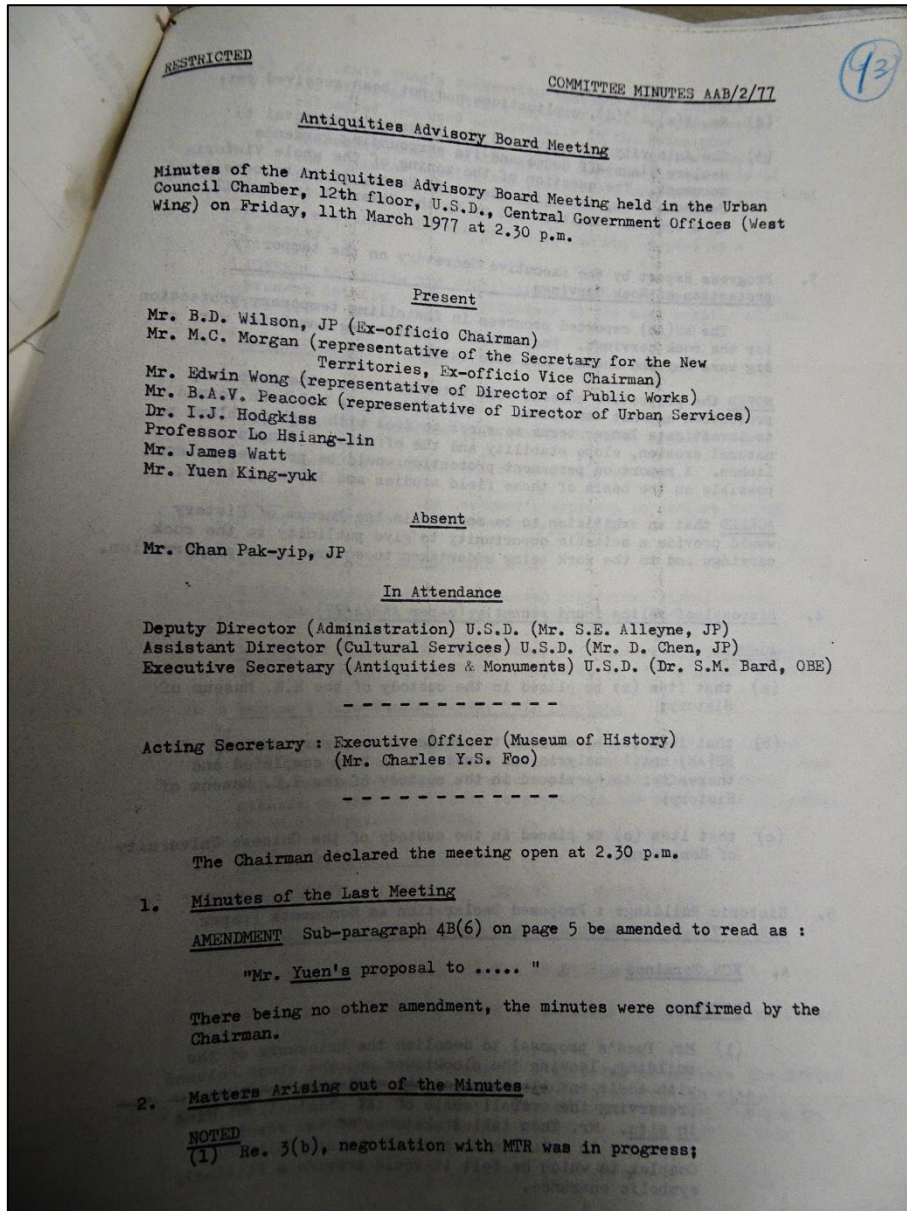 RESTRICTED
COMMITTEE MINUTES AAB/2/77
93
Antiquities Advisory Board Meeting
Minutes of the Antiquities Advisory Board Meeting held in the Urban
Council Chamber, 12th floor, U.S.D., Central Government Offices (West
Wing) on Friday, 11th March 1977 at 2.30 p.m.
Present
Mr. B.D. Wilson, JP (Ex-officio Chairman)
Mr. M.C. Morgan (representative of the Secretary for the New
Territories, Ex-officio Vice Chairman)
Mr. Edwin Wong (representative of Director of Public Works)
Mr. B.A.V. Peacock (representative of Director of Urban Services)
Dr. I.J. Hodgkiss
Professor Lo Hsiang-lin
Mr. James Watt
Mr. Yuen King-yuk
Absent
Mr. Chan Pak-yip, JP
In Attendance
Deputy Director (Administration) U.S.D. (Mr. S.E. Alleyne, JP)
Assistant Director (Cultural Services) U.S.D. (Mr. D. Chen, JP)
Executive Secretary (Antiquities & Monuments) U.S.D. (Dr. S.M. Bard, OBE)
- - - - - - - - - - - - -
Acting Secretary : Executive Officer (Museum of History)
(Mr. Charles Y.S. Foo)
- - - - - - - - - - - - -
The Chairman declared the meeting open at 2.30 p.m.
1. Minutes of the Last Meeting
AMENDMENT Sub-paragraph 4B(6) on page 5 be amended to read as :
"Mr. Yuen's proposal to ..... "
There being no other amendment, the minutes were confirmed by the
Chairman.
2. Matters Arising out of the Minutes
NOTED
(1) Re. 3(b), negotiation with MTR was in progress;